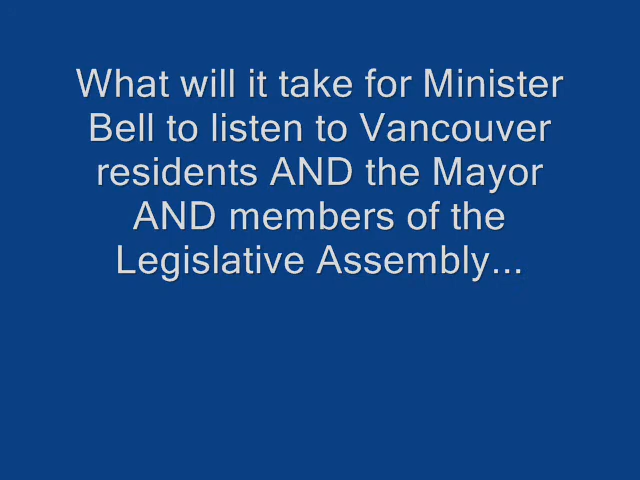 What will it take for Minister
Bell to listen to Vancouver
residents AND the Mayor
AND members of the
Legislative Assembly...